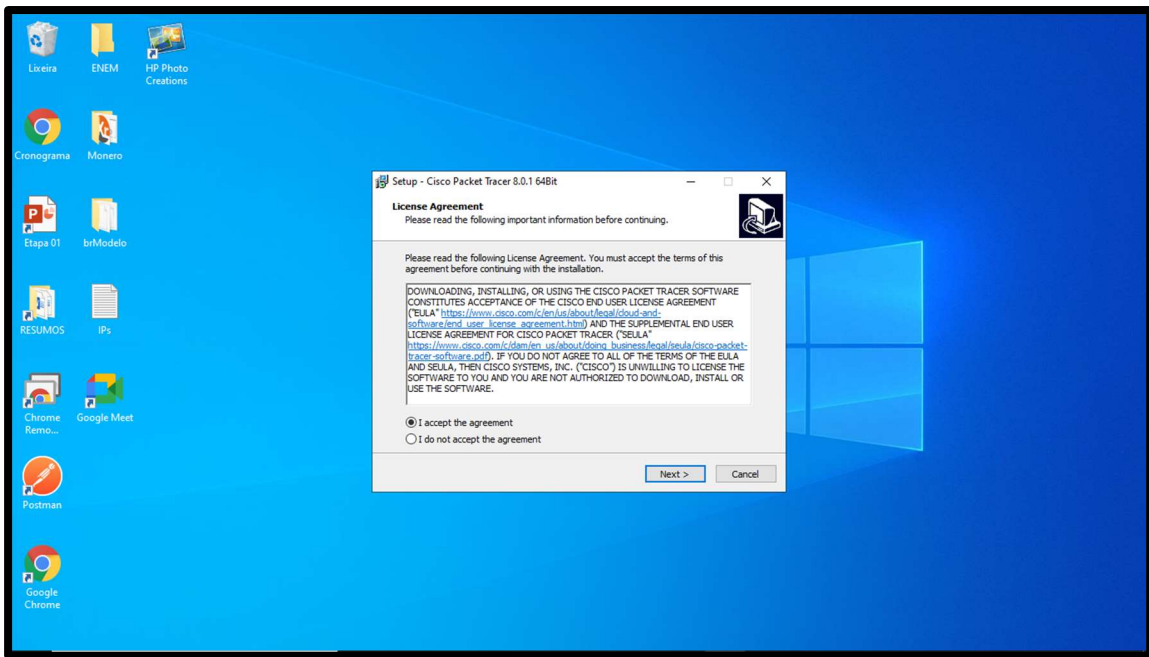 Lixeira
ENEM
HP Photo
Creations
Cronograma
Monero
Etapa 01
brModelo
RESUMOS
IPs
Chrome
Remo...
Google Meet
Postman
Google
Chrome
Setup - Cisco Packet Tracer 8.0.1 64Bit
License Agreement
Please read the following important information before continuing.
Please read the following License Agreement. You must accept the terms of this
agreement before continuing with the installation.
DOWNLOADING, INSTALLING, OR USING THE CISCO PACKET TRACER SOFTWARE
CONSTITUTES ACCEPTANCE OF THE CISCO END USER LICENSE AGREEMENT
("EULA" https://www.cisco.com/c/en/us/about/legal/cloud-and-
software/end_user_license_agreement.html) AND THE SUPPLEMENTAL END USER
LICENSE AGREEMENT FOR CISCO PACKET TRACER ("SEULA"
https://www.cisco.com/c/dam/en_us/about/doing_business/legal/seula/cisco-packet-
tracer-software.pdf). IF YOU DO NOT AGREE TO ALL OF THE TERMS OF THE EULA
AND SEULA, THEN CISCO SYSTEMS, INC. ("CISCO") IS UNWILLING TO LICENSE THE
SOFTWARE TO YOU AND YOU ARE NOT AUTHORIZED TO DOWNLOAD, INSTALL OR
USE THE SOFTWARE.
I accept the agreement
I do not accept the agreement
Next >
Cancel